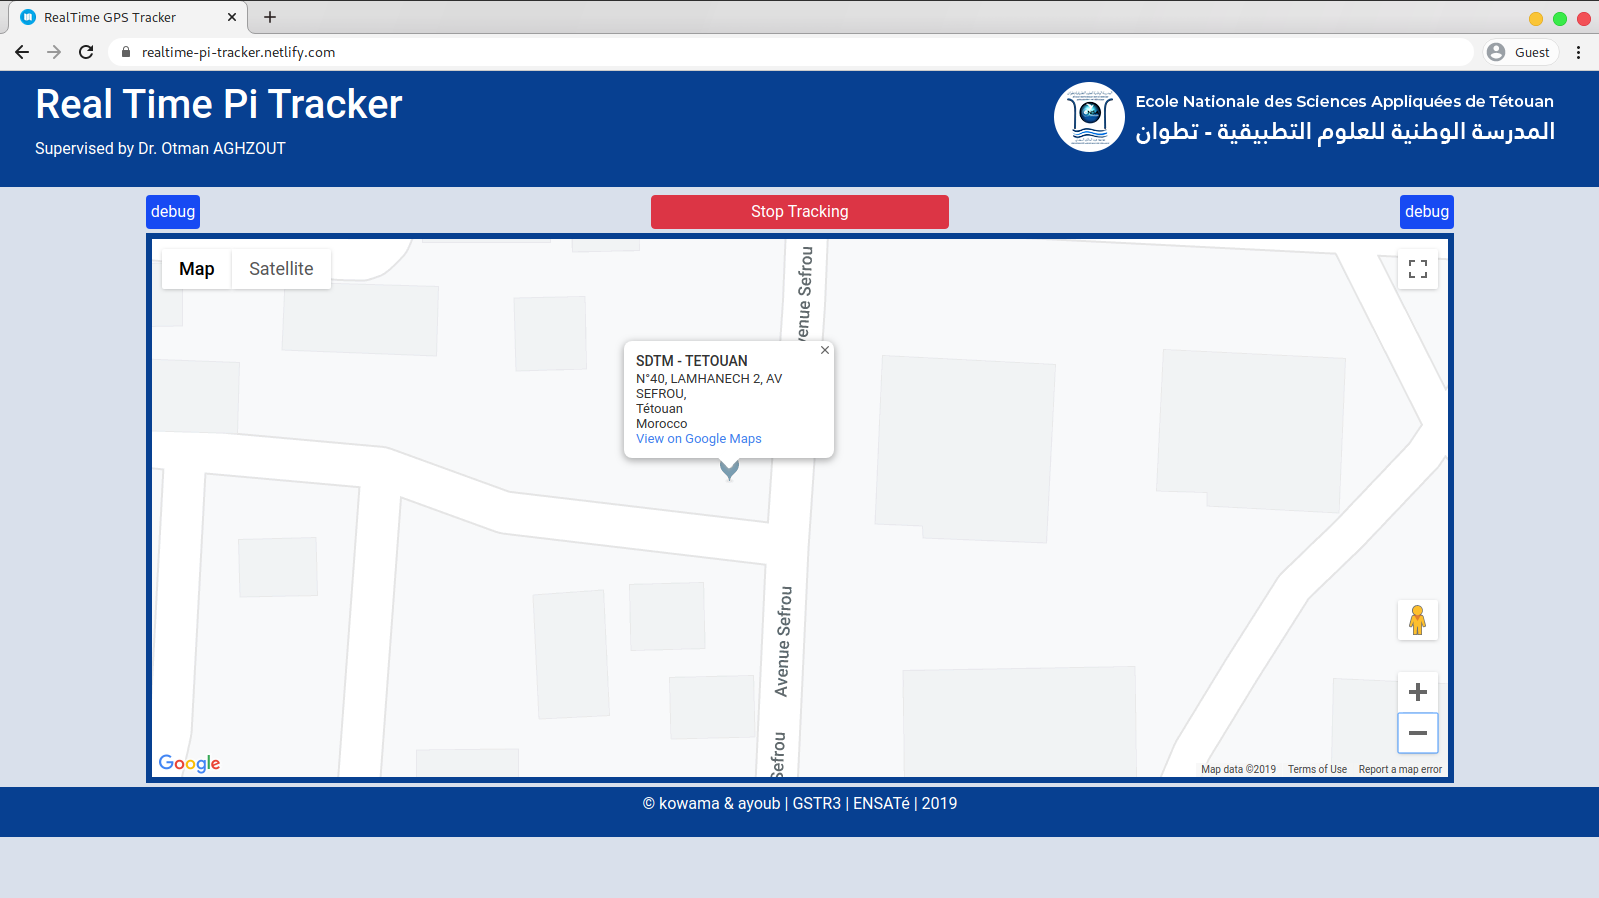 RealTime GPS Tracker
realtime-pi-tracker.netlify.com
Guest
Real Time Pi Tracker
Supervised by Dr. Otman AGHZOUT
Ecole Nationale des Sciences Appliquées de Tétouan
المدرسة الوطنية للعلوم التطبيقية - تطوان
debug
Stop Tracking
debug
Map
Satellite
Avenue Sefrou
SDTM - TETOUAN
N°40, LAMHANECH 2, AV
SEFROU,
Tétouan
Morocco
View on Google Maps
Avenue Sefrou
Sefrou
Google
Map data ©2019
Terms of Use
Report a map error
© kowama & ayoub | GSTR3 | ENSATé | 2019